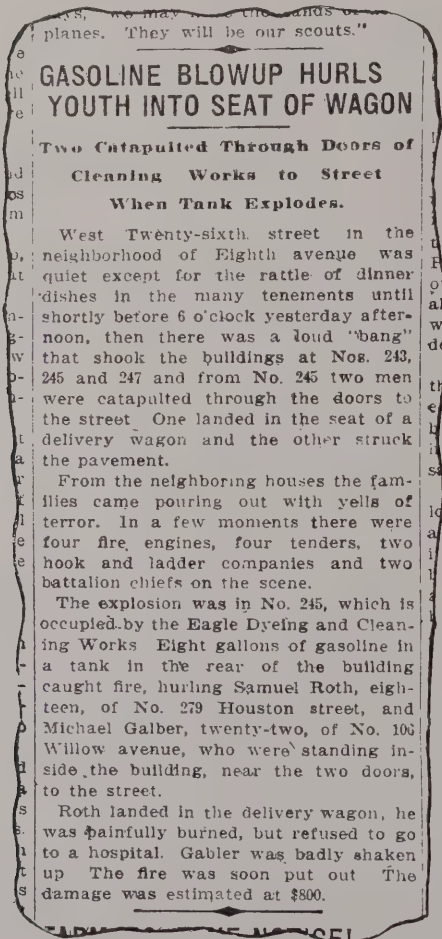 planes. They will be our scouts."
GASOLINE BLOWUP HURLS
YOUTH INTO SEAT OF WAGON
Two Catapulted Through Doors of
Cleaning Works to Street
When Tank Explodes.
West Twenty-sixth street in the
neighborhood of Eighth avenue was
quiet except for the rattle of dinner
dishes in the many tenements until
shortly before 6 o'clock yesterday after-
noon, then there was a loud "bang"
that shook the buildings at Nos. 243,
245 and 247 and from No. 245 two men
were catapulted through the doors to
the street One landed in the seat of a
delivery wagon and the other struck
the pavement.
From the neighboring houses the fam-
ilies came pouring out with yells of
terror. In a few moments there were
four fire engines, four tenders, two
hook and ladder companies and two
battalion chiefs on the scene.
The explosion was in No. 245, which is
occupied by the Eagle Dyeing and Clean-
ing Works Eight gallons of gasoline in
a tank in the rear of the building
caught fire, hurling Samuel Roth, eigh-
teen, of No. 279 Houston street, and
Michael Galber, twenty-two, of No. 106
Willow avenue, who were standing in-
side the building, near the two doors,
to the street.
Roth landed in the delivery wagon, he
was painfully burned, but refused to go
to a hospital. Gabler was badly shaken
up The fire was soon put out The
damage was estimated at $800.